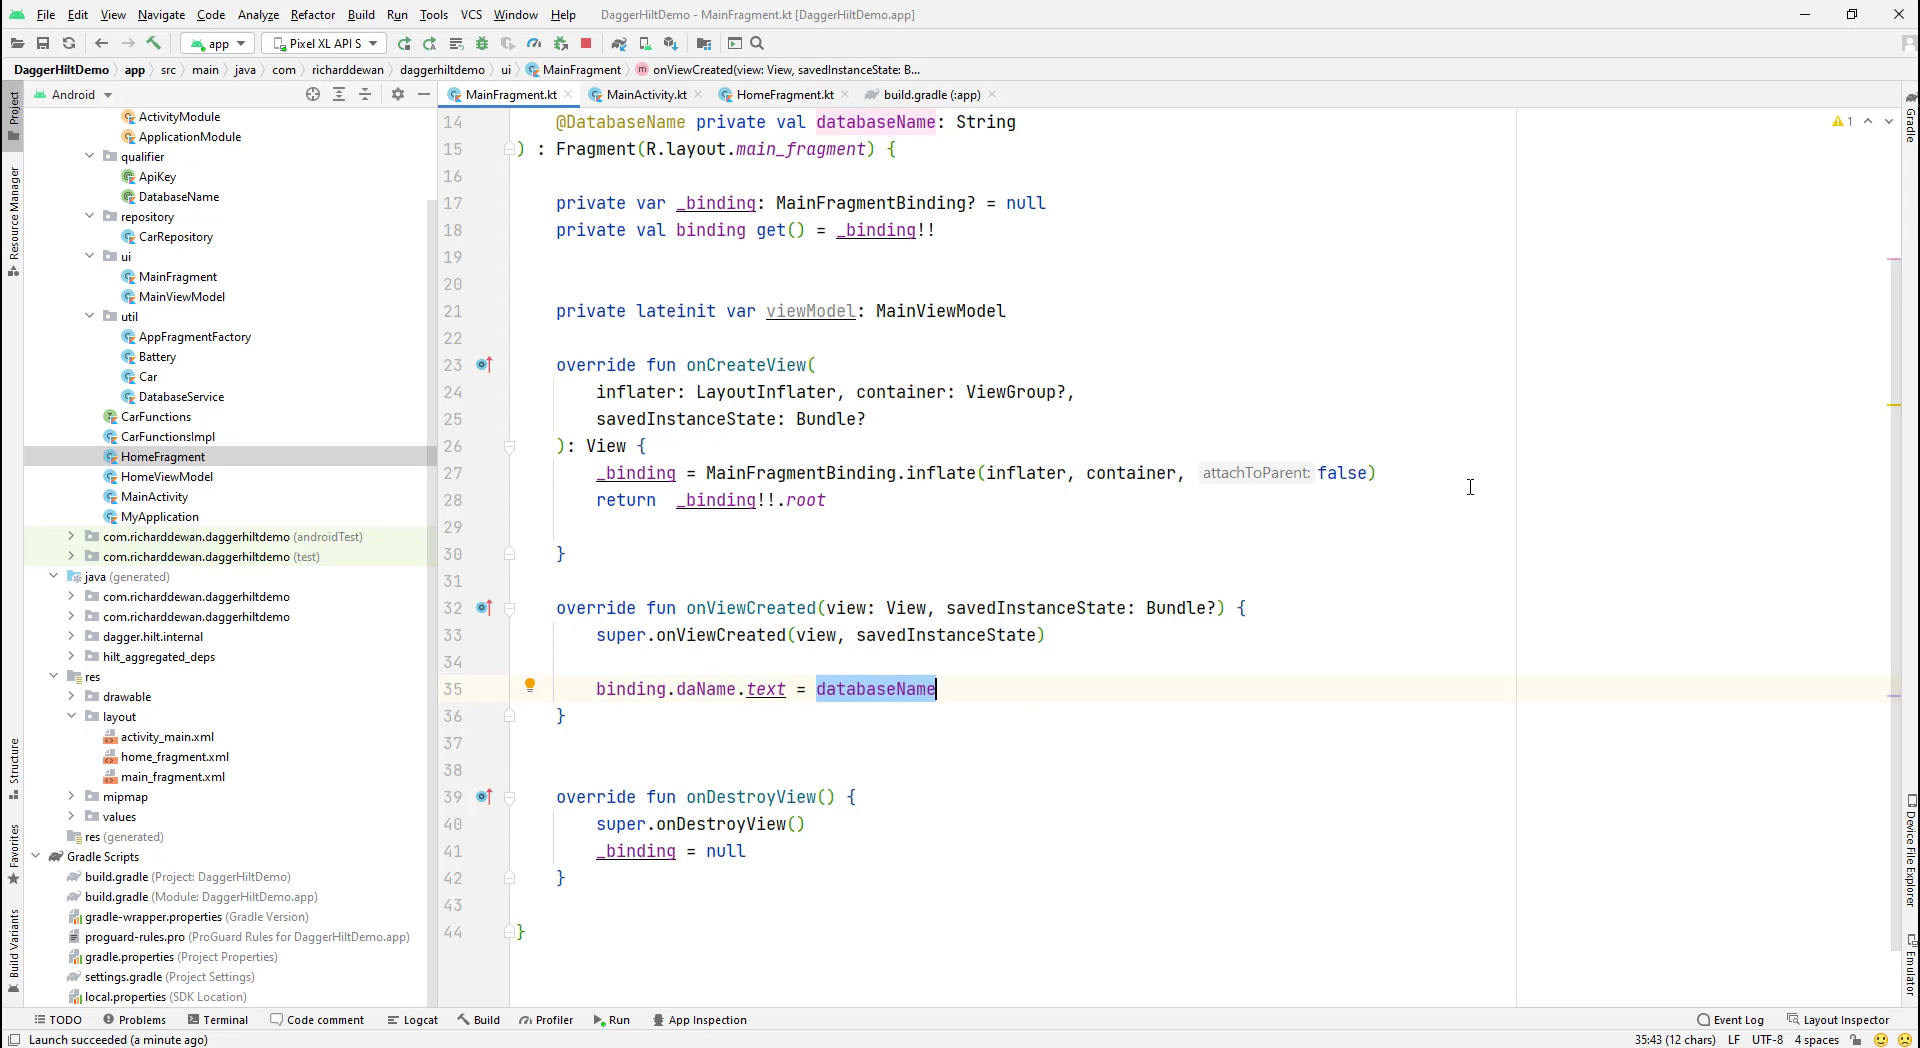 File Edit View Navigate Code Analyze Refactor Build Run Tools VCS Window Help DaggerHiltDemo - MainFragment.kt [DaggerHiltDemo.app]
app Pixel XL API S
DaggerHiltDemo app src main java com richarddewan daggerhiltdemo ui MainFragment onViewCreated(view: View, savedInstanceState: B...
Android
MainFragment.kt MainActivity.kt HomeFragment.kt build.gradle (:app)
Project
Resource Manager
Structure
Favorites
Build Variants
ActivityModule
ApplicationModule
qualifier
ApiKey
DatabaseName
repository
CarRepository
ui
MainFragment
MainViewModel
util
AppFragmentFactory
Battery
Car
DatabaseService
CarFunctions
CarFunctionsImpl
HomeFragment
HomeViewModel
MainActivity
MyApplication
com.richarddewan.daggerhiltdemo (androidTest)
com.richarddewan.daggerhiltdemo (test)
java (generated)
com.richarddewan.daggerhiltdemo
com.richarddewan.daggerhiltdemo
dagger.hilt.internal
hilt_aggregated_deps
res
drawable
layout
activity_main.xml
home_fragment.xml
main_fragment.xml
mipmap
values
res (generated)
Gradle Scripts
build.gradle (Project: DaggerHiltDemo)
build.gradle (Module: DaggerHiltDemo.app)
gradle-wrapper.properties (Gradle Version)
proguard-rules.pro (ProGuard Rules for DaggerHiltDemo.app)
gradle.properties (Project Properties)
settings.gradle (Project Settings)
local.properties (SDK Location)
14 @DatabaseName private val databaseName: String
15 ) : Fragment(R.layout.main_fragment) {
16
17 private var _binding: MainFragmentBinding? = null
18 private val binding get() = _binding!!
19
20
21 private lateinit var viewModel: MainViewModel
22
23 override fun onCreateView(
24 inflater: LayoutInflater, container: ViewGroup?,
25 savedInstanceState: Bundle?
26 ): View {
27 _binding = MainFragmentBinding.inflate(inflater, container, attachToParent: false)
28 return _binding!!.root
29
30 }
31
32 override fun onViewCreated(view: View, savedInstanceState: Bundle?) {
33 super.onViewCreated(view, savedInstanceState)
34
35 binding.daName.text = databaseName
36 }
37
38
39 override fun onDestroyView() {
40 super.onDestroyView()
41 _binding = null
42 }
43
44 }
1
Gradle
Device File Explorer
Emulator
TODO Problems Terminal Code comment Logcat Build Profiler Run App Inspection Event Log Layout Inspector
Launch succeeded (a minute ago) 35:43 (12 chars) LF UTF-8 4 spaces